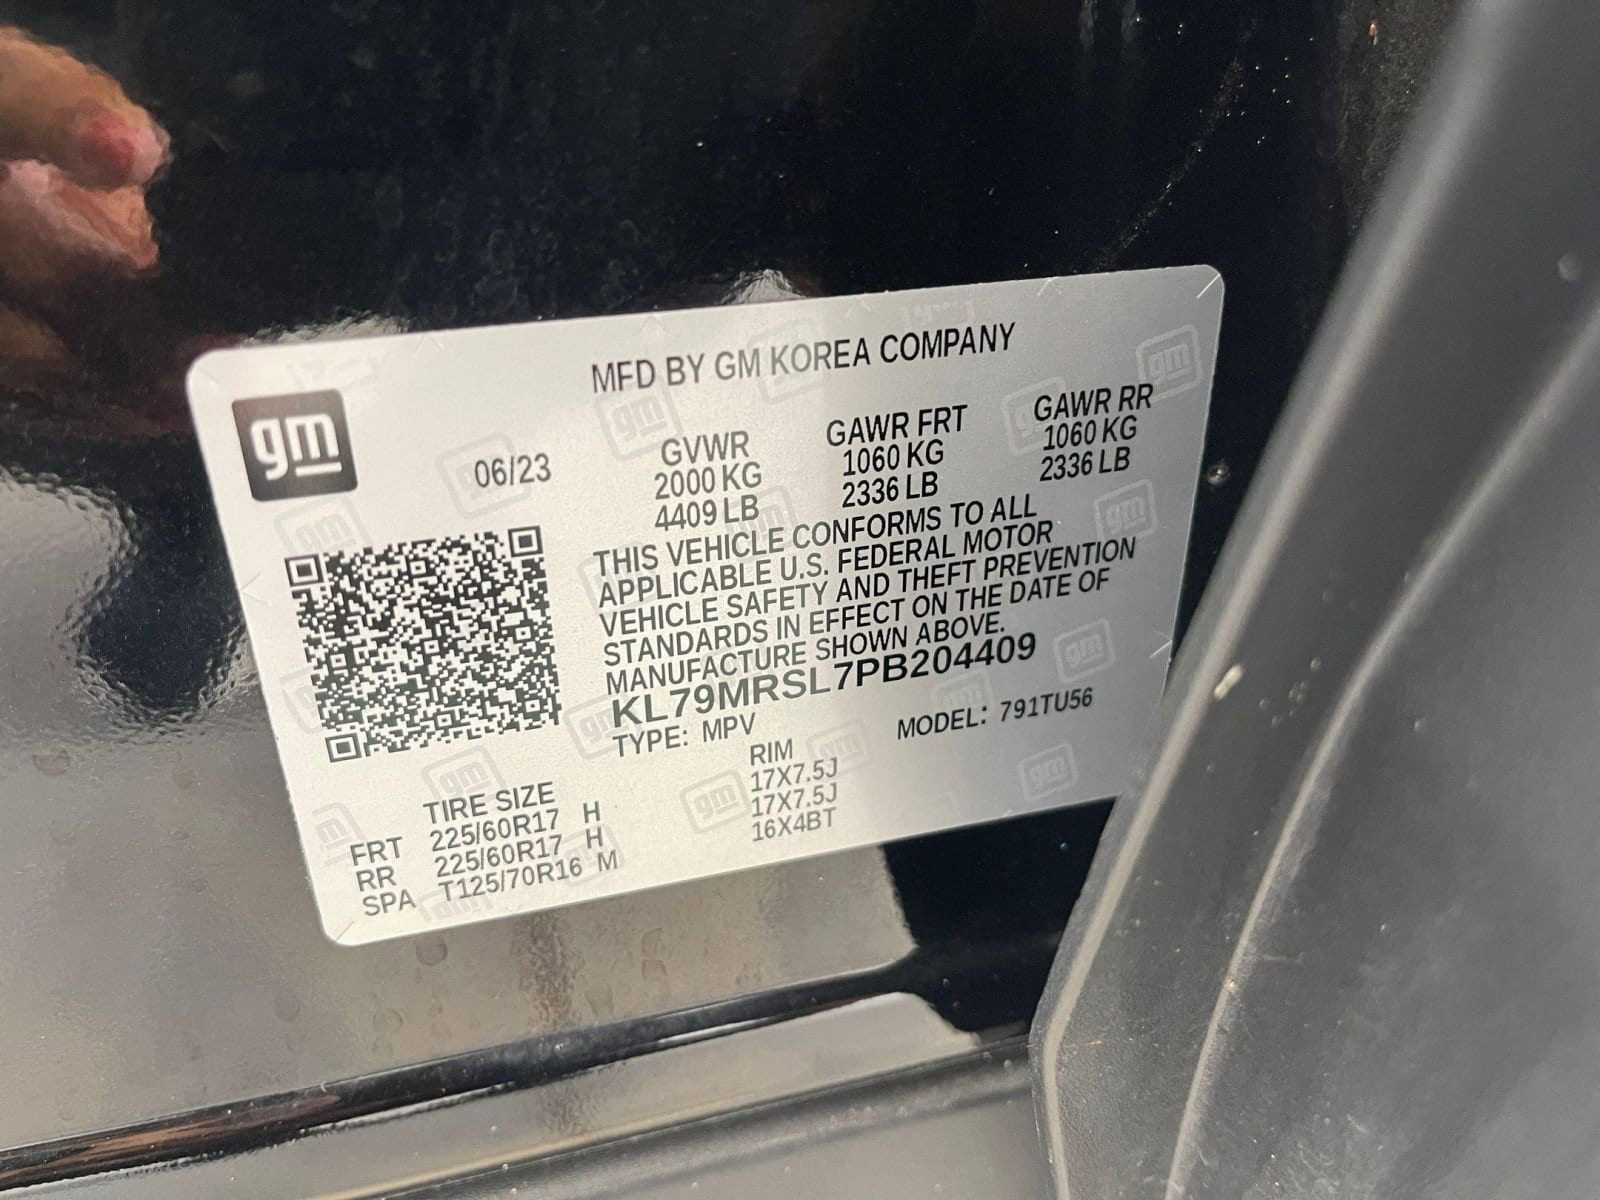 MFD BY GM KOREA COMPANY
gm
06/23
GVWR GAWR FRT GAWR RR
2000 KG 1060 KG 1060 KG
4409 LB 2336 LB 2336 LB
THIS VEHICLE CONFORMS TO ALL
APPLICABLE U.S. FEDERAL MOTOR
VEHICLE SAFETY AND THEFT PREVENTION
STANDARDS IN EFFECT ON THE DATE OF
MANUFACTURE SHOWN ABOVE.
KL79MRSL7PB204409
TYPE: MPV MODEL: 791TU56
TIRE SIZE RIM
FRT 225/60R17 H 17X7.5J
RR 225/60R17 H 17X7.5J
SPA T125/70R16 M 16X4BT